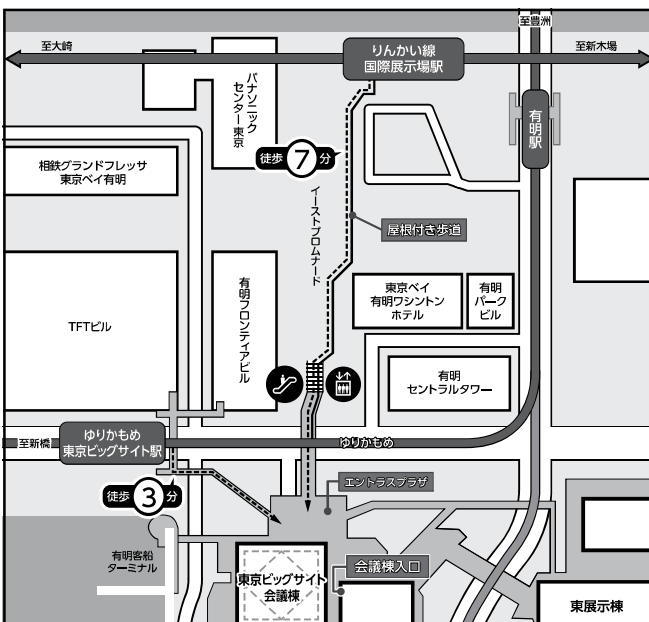 至豊洲
至大崎
りんかい線
国際展示場駅
至新木場
パナソニック
センター東京
有明駅
徒歩 7 分
相鉄グランドフレッサ
東京ベイ有明
イーストプロムナード
屋根付き歩道
東京ベイ
有明ワシントン
ホテル
有明
パーク
ビル
有明フロンティアビル
TFTビル
有明
セントラルタワー
至新橋
ゆりかもめ
東京ビッグサイト駅
ゆりかもめ
徒歩 3 分
エントラスプラザ
有明客船
ターミナル
東京ビッグサイト
会議棟
会議棟入口
東展示棟